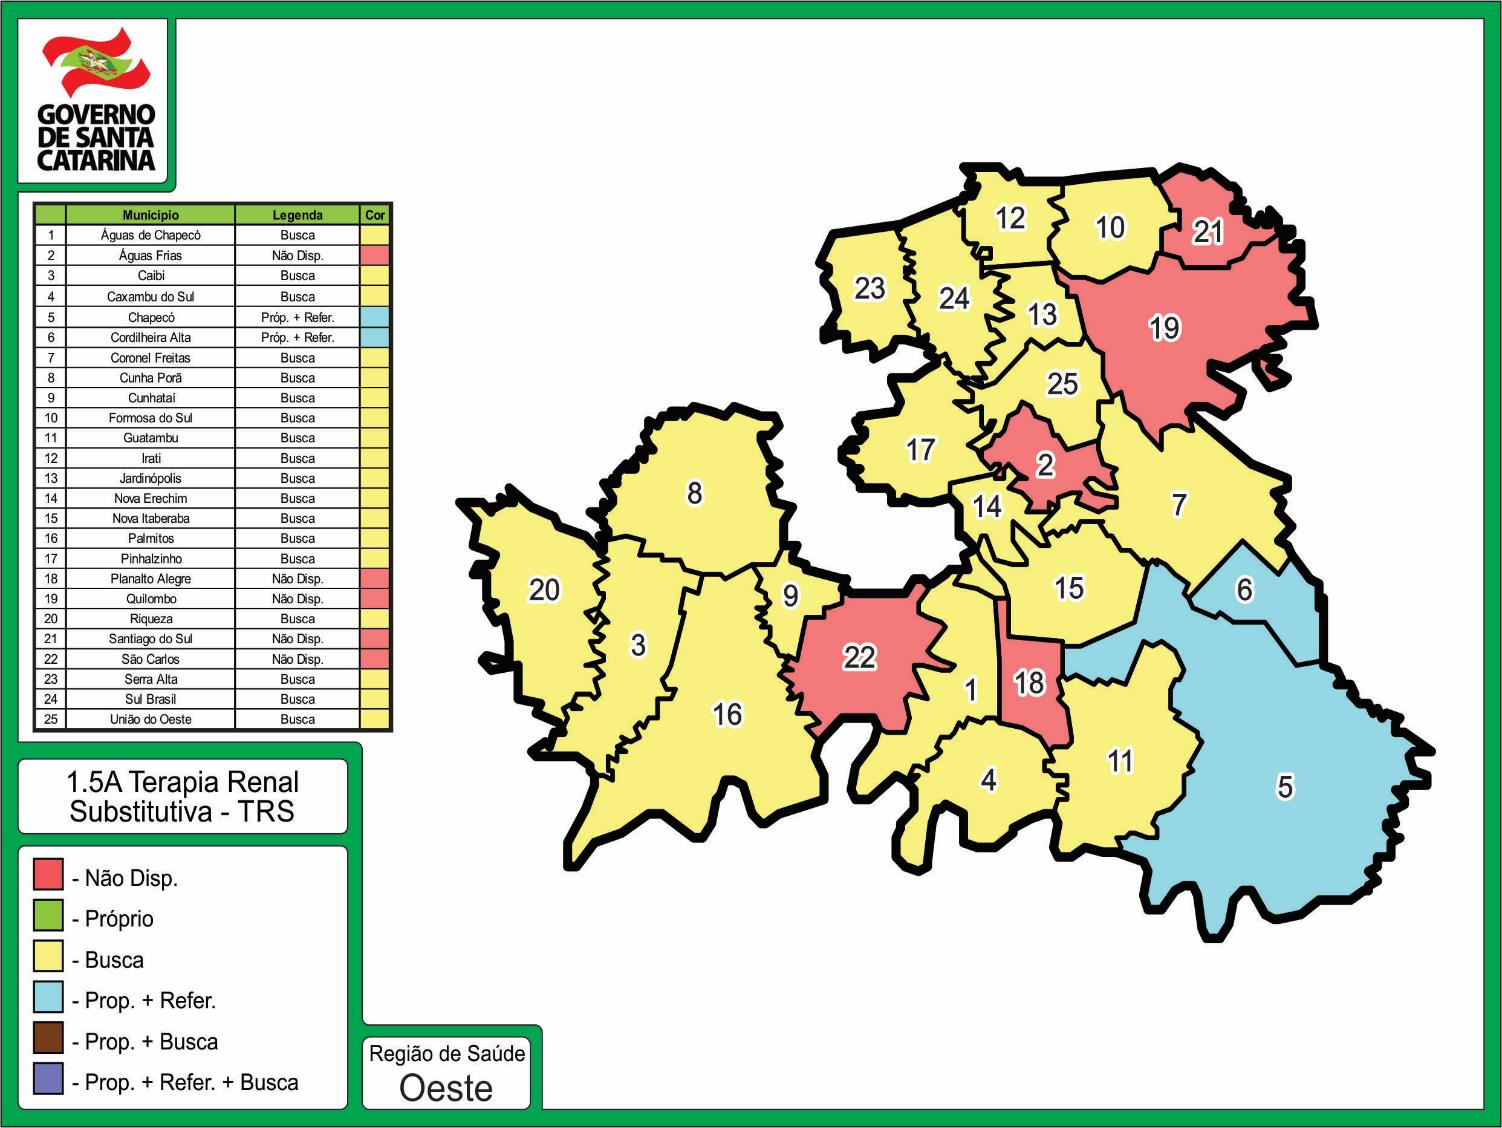 GOVERNO
DE SANTA
CATARINA
Município Legenda Cor
1 Águas de Chapecó Busca
2 Águas Frias Não Disp.
3 Caibi Busca
4 Caxambu do Sul Busca
5 Chapecó Próp. + Refer.
6 Cordilheira Alta Próp. + Refer.
7 Coronel Freitas Busca
8 Cunha Porã Busca
9 Cunhataí Busca
10 Formosa do Sul Busca
11 Guatambu Busca
12 Irati Busca
13 Jardinópolis Busca
14 Nova Erechim Busca
15 Nova Itaberaba Busca
16 Palmitos Busca
17 Pinhalzinho Busca
18 Planalto Alegre Não Disp.
19 Quilombo Não Disp.
20 Riqueza Busca
21 Santiago do Sul Não Disp.
22 São Carlos Não Disp.
23 Serra Alta Busca
24 Sul Brasil Busca
25 União do Oeste Busca
1.5A Terapia Renal
Substitutiva - TRS
- Não Disp.
- Próprio
- Busca
- Prop. + Refer.
- Prop. + Busca
- Prop. + Refer. + Busca
Região de Saúde
Oeste
12
10
21
23
24
13
19
25
17
2
8
14
7
20
9
15
6
3
22
1
18
16
11
4
5